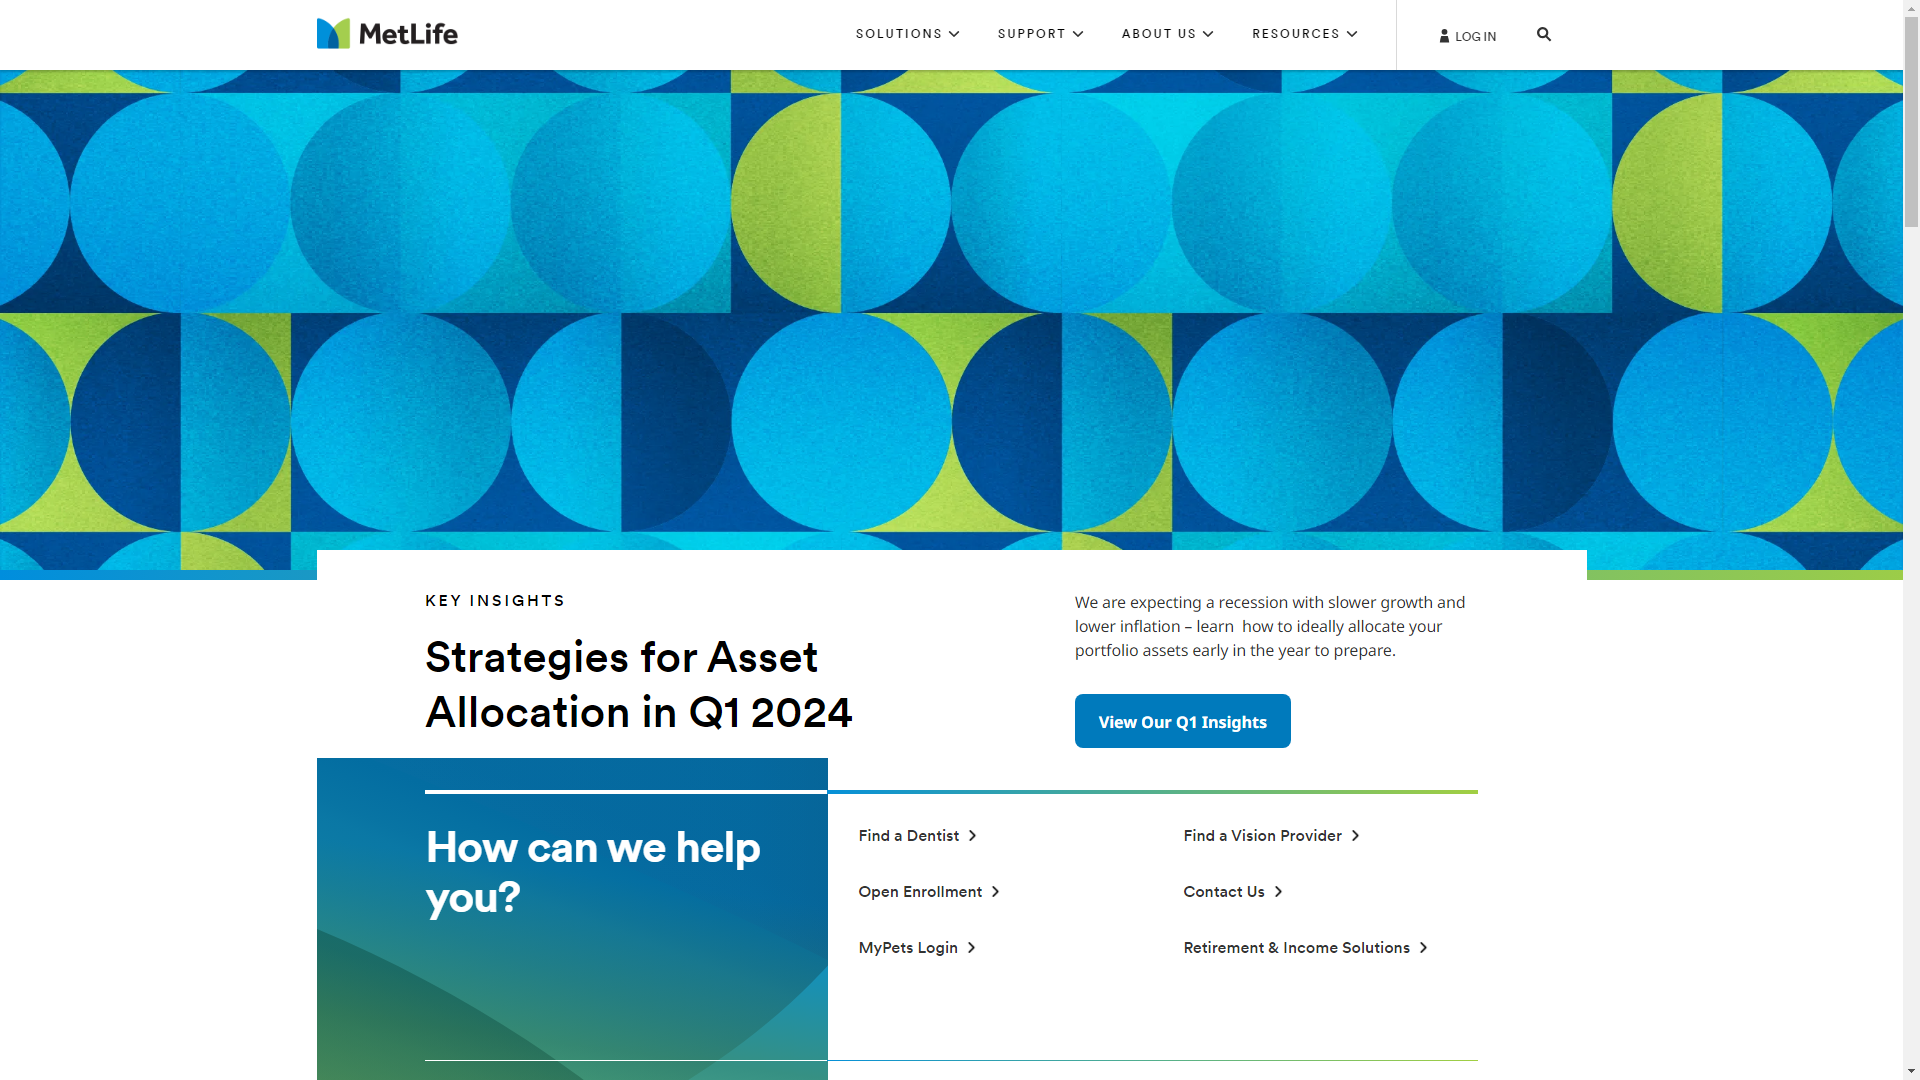 MetLife
SOLUTIONS
SUPPORT
ABOUT US
RESOURCES
LOG IN
KEY INSIGHTS
Strategies for Asset
Allocation in Q1 2024
We are expecting a recession with slower growth and
lower inflation – learn  how to ideally allocate your
portfolio assets early in the year to prepare.
View Our Q1 Insights
How can we help
you?
Find a Dentist
Find a Vision Provider
Open Enrollment
Contact Us
MyPets Login
Retirement & Income Solutions